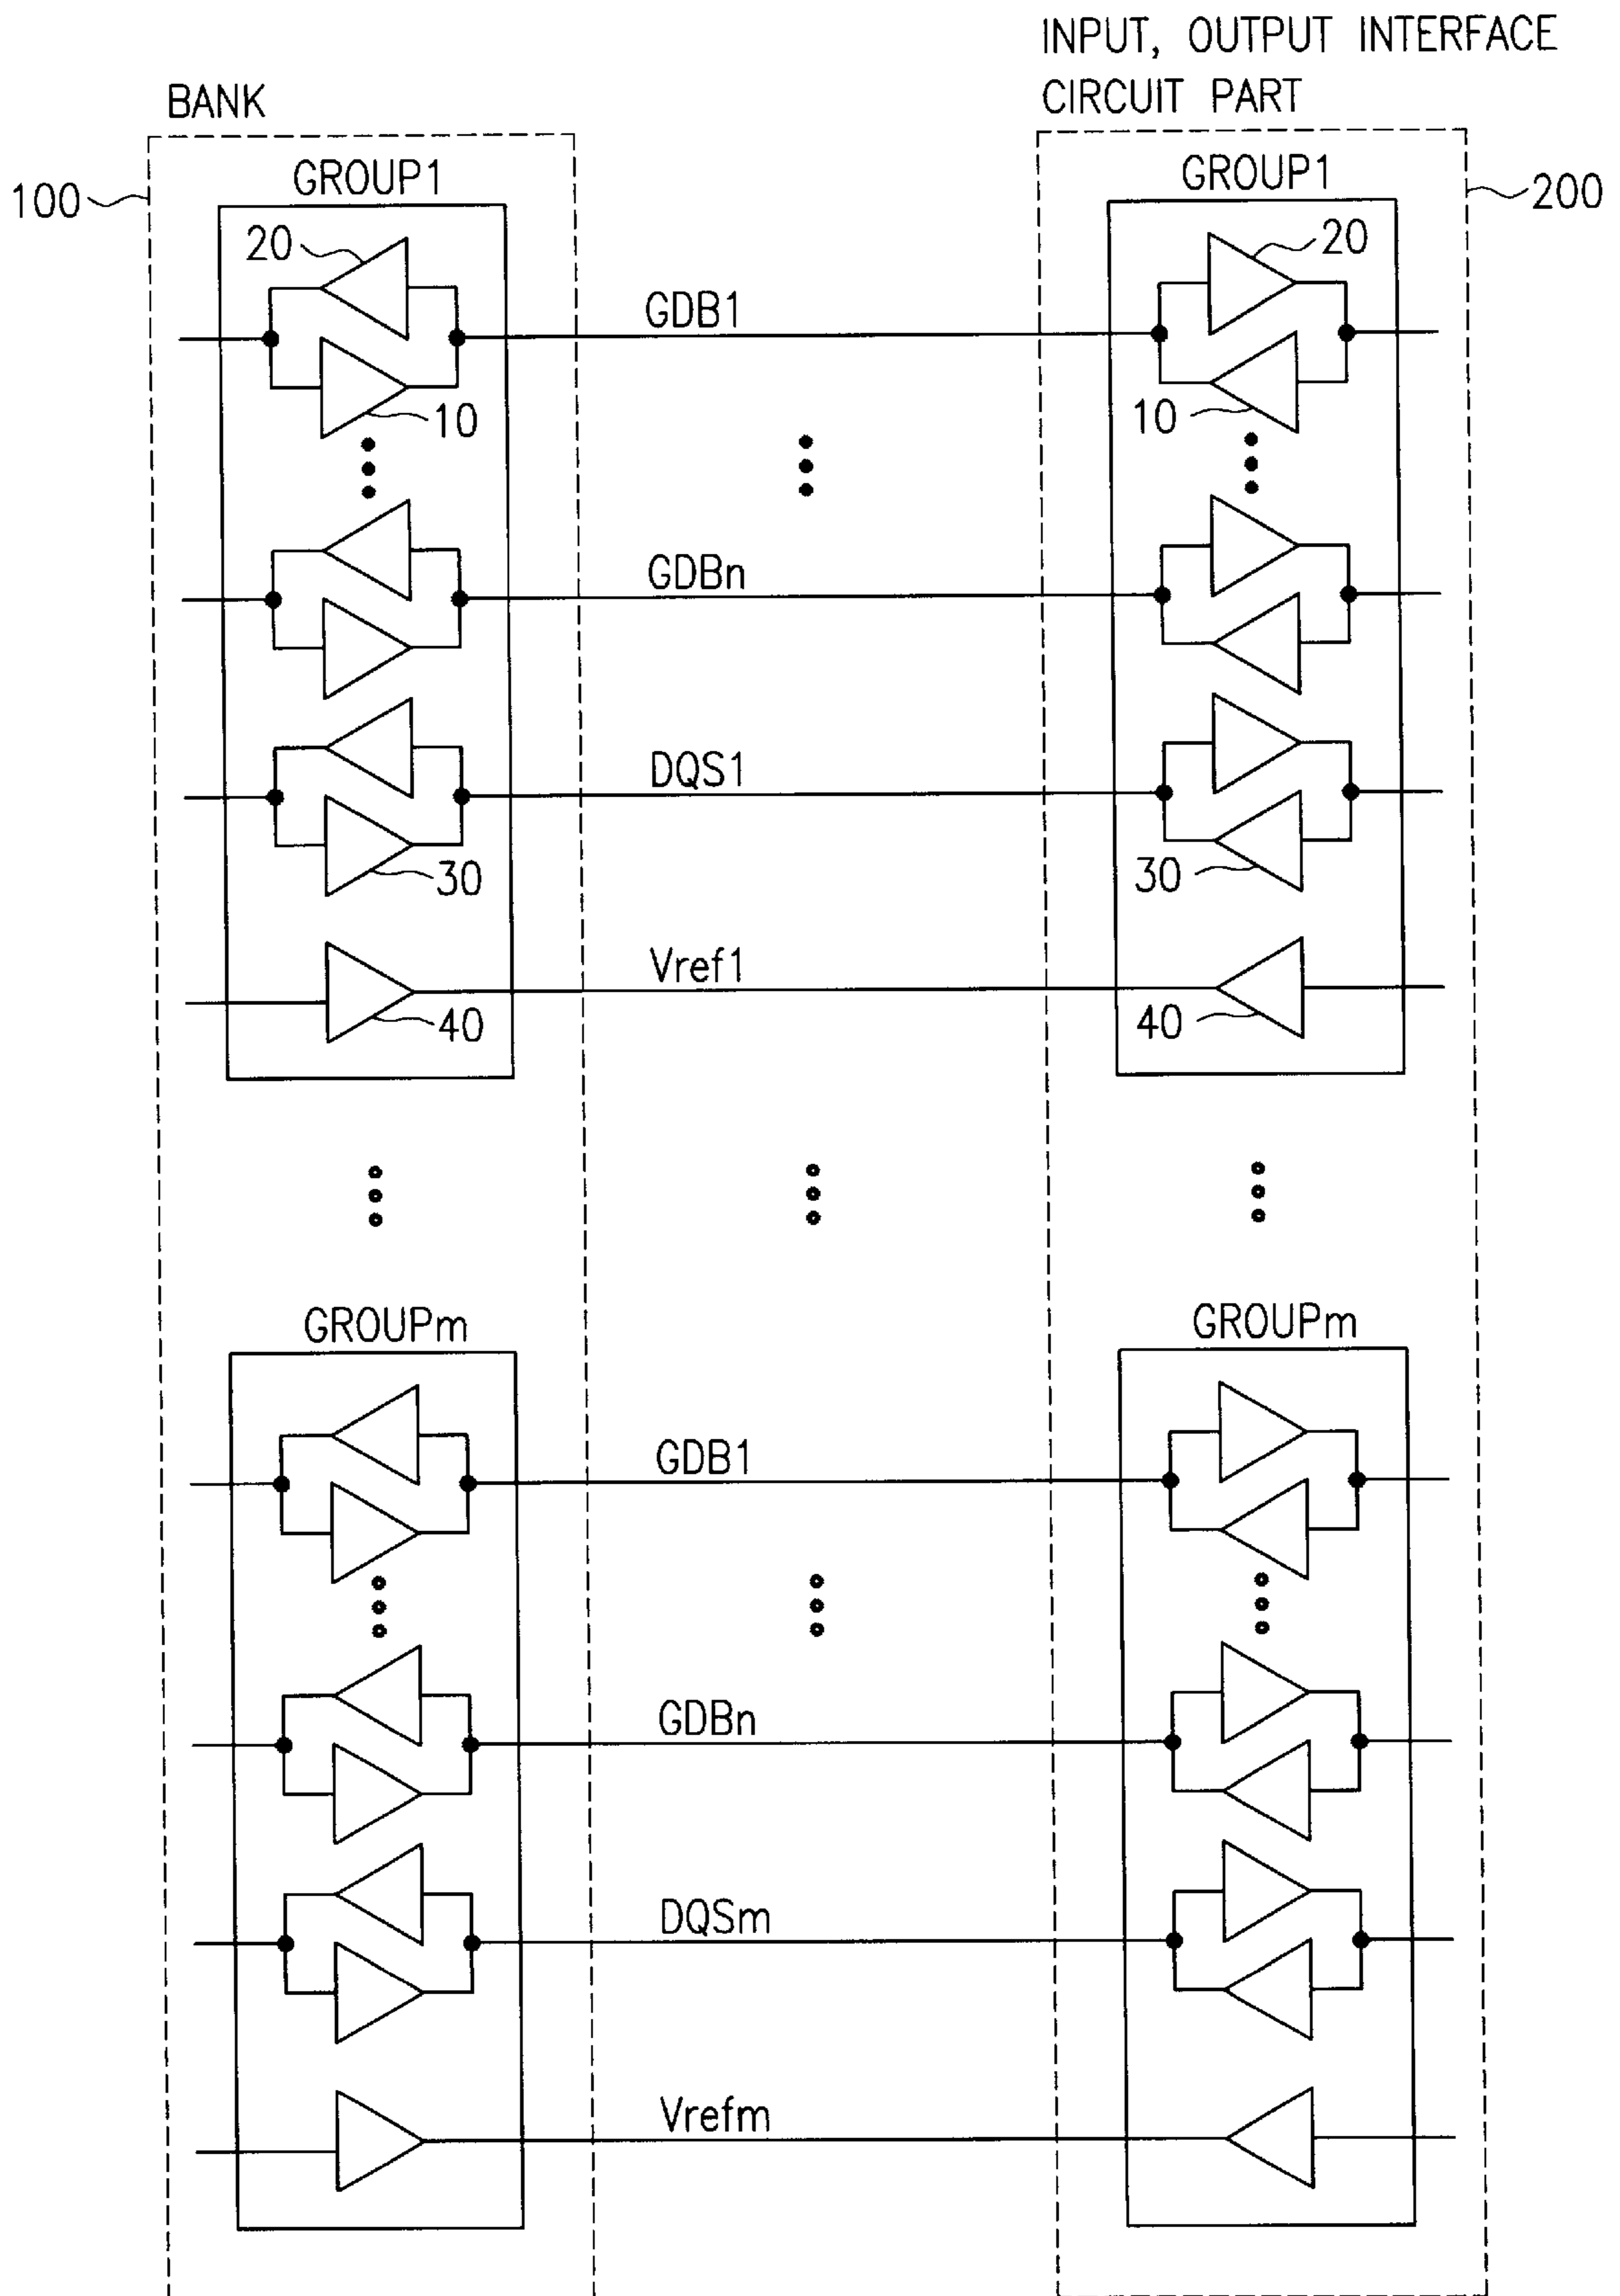 INPUT, OUTPUT INTERFACE
CIRCUIT PART
BANK
GROUP1
GROUP1
100
200
20
20
GDB1
10
10
GDBn
DQS1
30
30
Vref1
40
40
GROUPm
GROUPm
GDB1
GDBn
DQSm
Vrefm